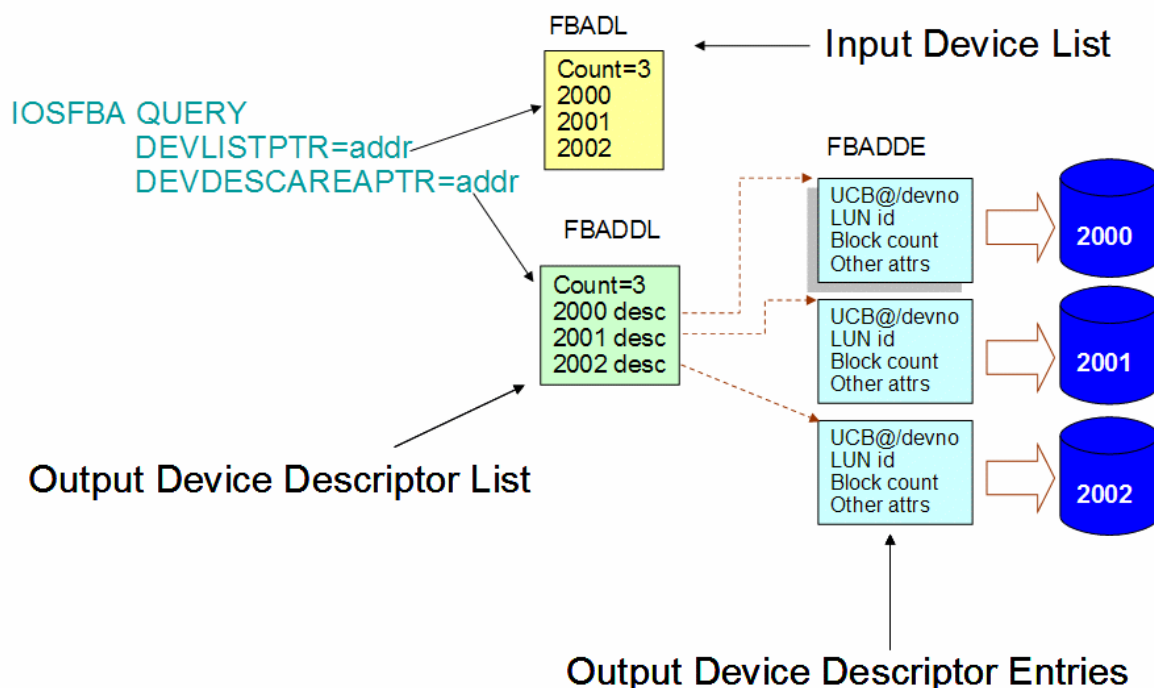 FBADL
Input Device List
Count=3
2000
2001
2002
IOSFBA QUERY
DEVLISTPTR=addr
DEVDESCAREAPTR=addr
FBADDE
FBADDL
Count=3
2000 desc
2001 desc
2002 desc
UCB@/devno
LUN id
Block count
Other attrs
2000
UCB@/devno
LUN id
Block count
Other attrs
2001
UCB@/devno
LUN id
Block count
Other attrs
2002
Output Device Descriptor List
Output Device Descriptor Entries